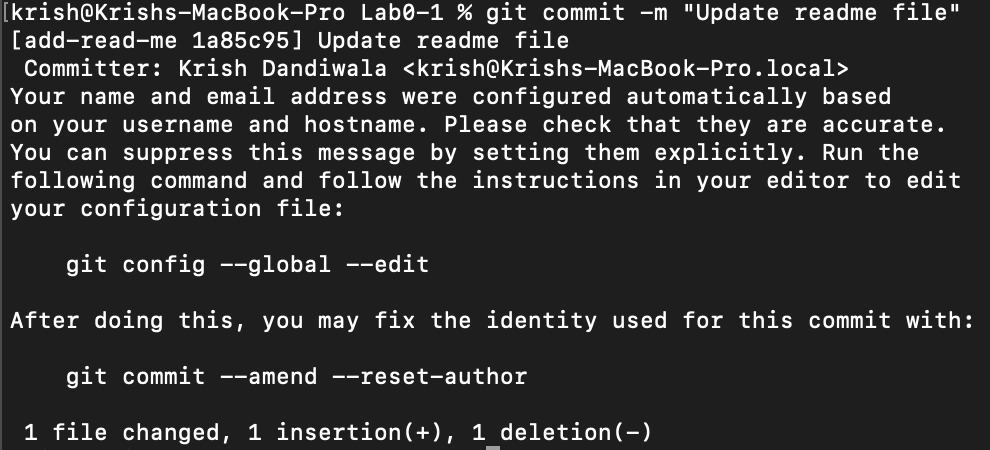 [krish@Krishs-MacBook-Pro Lab0-1 % git commit -m "Update readme file"
[add-read-me 1a85c95] Update readme file
 Committer: Krish Dandiwala <krish@Krishs-MacBook-Pro.local>
Your name and email address were configured automatically based
on your username and hostname. Please check that they are accurate.
You can suppress this message by setting them explicitly. Run the
following command and follow the instructions in your editor to edit
your configuration file:

    git config --global --edit

After doing this, you may fix the identity used for this commit with:

    git commit --amend --reset-author

 1 file changed, 1 insertion(+), 1 deletion(-)